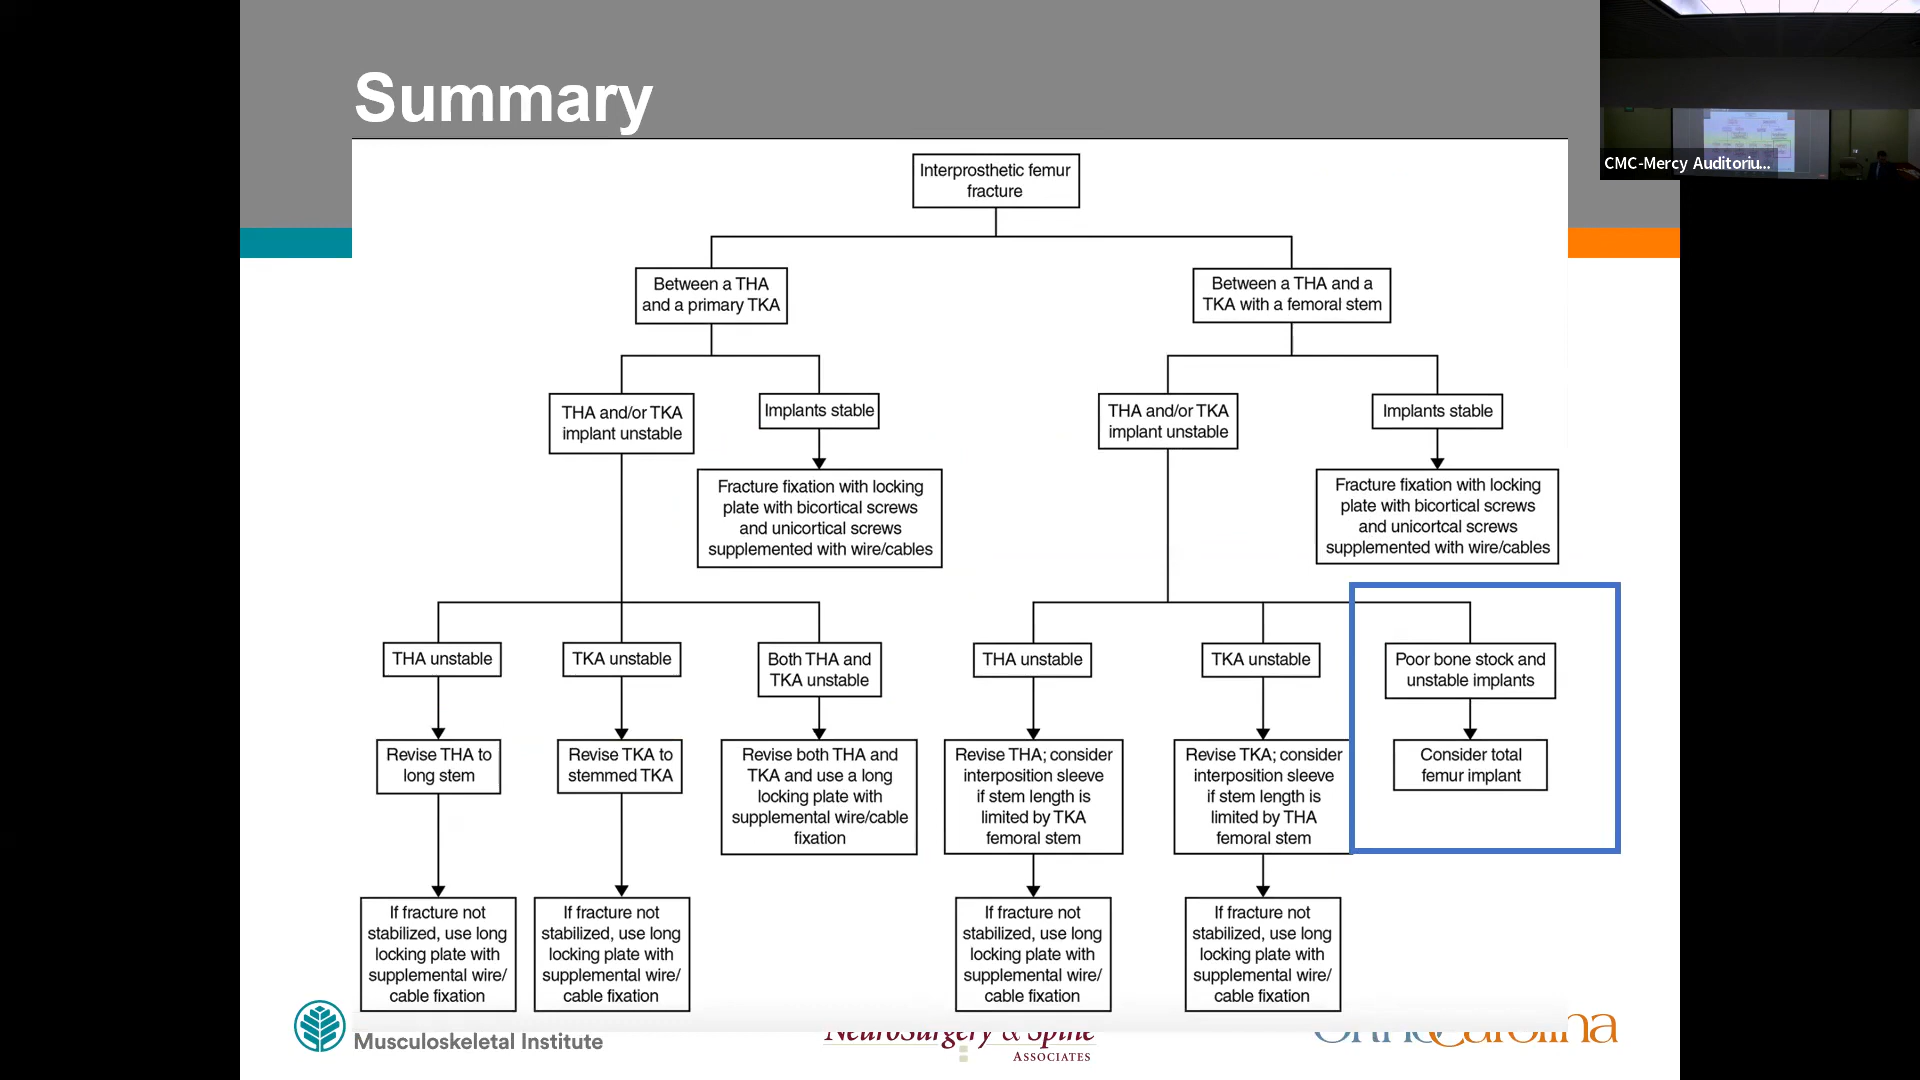 Summary
CMC-Mercy Auditoriu...
Interprosthetic femur
fracture
Between a THA
and a primary TKA
Between a THA and a
TKA with a femoral stem
THA and/or TKA
implant unstable
Implants stable
THA and/or TKA
implant unstable
Implants stable
Fracture fixation with locking
plate with bicortical screws
and unicortical screws
supplemented with wire/cables
Fracture fixation with locking
plate with bicortical screws
and unicortcal screws
supplemented with wire/cables
THA unstable
TKA unstable
Both THA and
TKA unstable
THA unstable
TKA unstable
Poor bone stock and
unstable implants
Revise THA to
long stem
Revise TKA to
stemmed TKA
Revise both THA and
TKA and use a long
locking plate with
supplemental wire/cable
fixation
Revise THA; consider
interposition sleeve
if stem length is
limited by TKA
femoral stem
Revise TKA; consider
interposition sleeve
if stem length is
limited by THA
femoral stem
Consider total
femur implant
If fracture not
stabilized, use long
locking plate with
supplemental wire/
cable fixation
If fracture not
stabilized, use long
locking plate with
supplemental wire/
cable fixation
If fracture not
stabilized, use long
locking plate with
supplemental wire/
cable fixation
If fracture not
stabilized, use long
locking plate with
supplemental wire/
cable fixation
Musculoskeletal Institute
NeuroSurgery & Spine
ASSOCIATES
OrthoCarolina